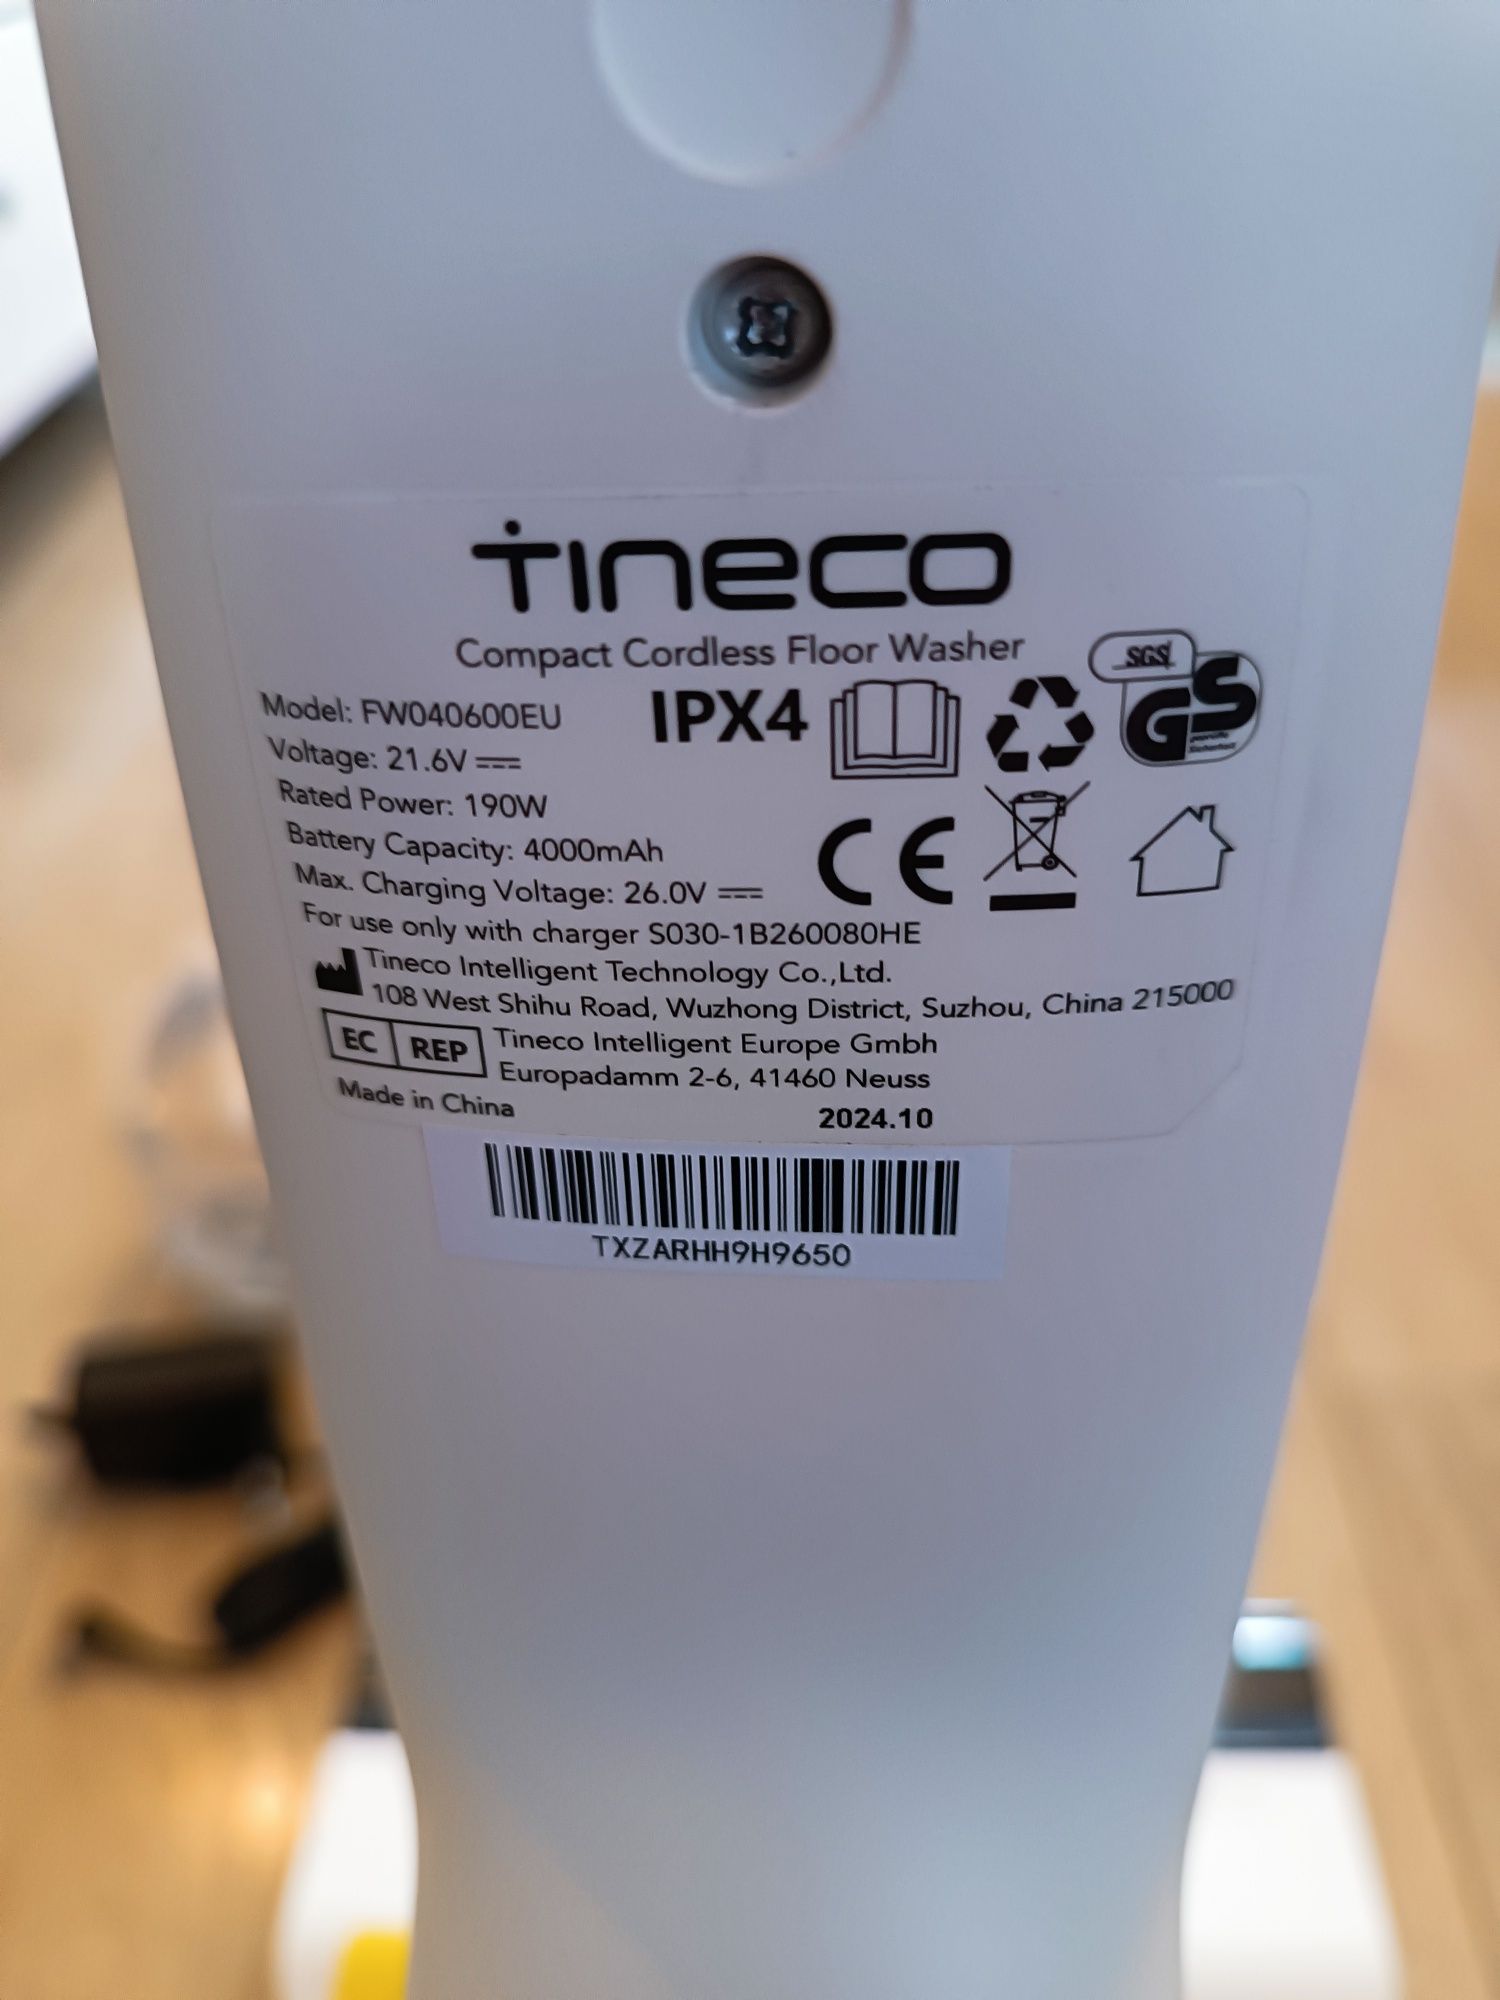 TINECO
Compact Cordless Floor Washer
Model: FW040600EU
IPX4
SGS
GS
geprüfte
Sicherheit
Voltage: 21.6V ⎓
Rated Power: 190W
Battery Capacity: 4000mAh
CE
Max. Charging Voltage: 26.0V ⎓
For use only with charger S030-1B260080HE
Tineco Intelligent Technology Co.,Ltd.
108 West Shihu Road, Wuzhong District, Suzhou, China 215000
EC REP
Tineco Intelligent Europe Gmbh
Europadamm 2-6, 41460 Neuss
Made in China
2024.10
TXZARHH9H9650